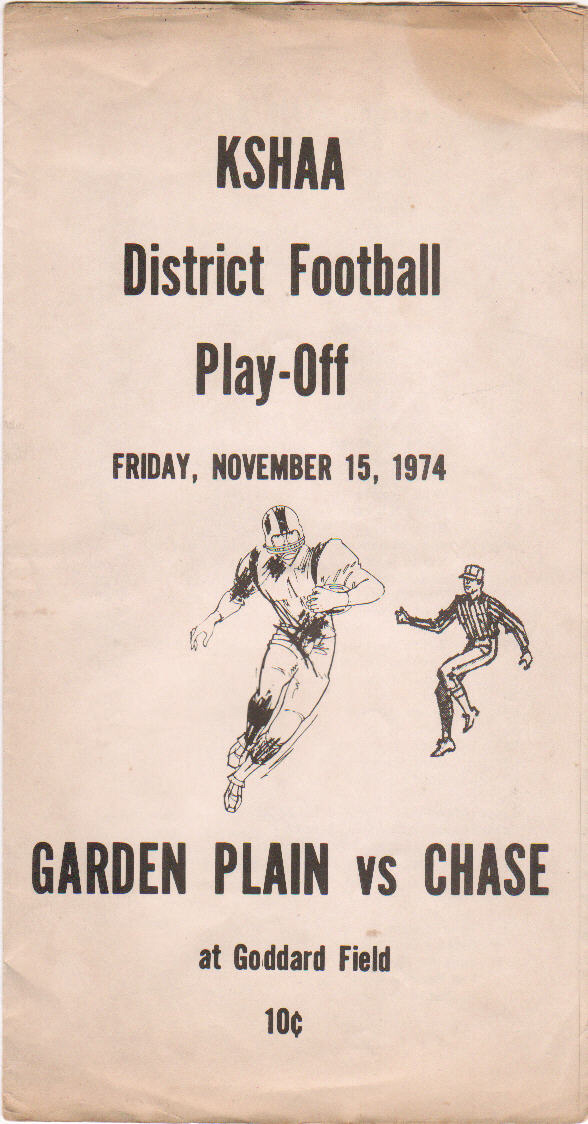 KSHAA
District Football
Play-Off
FRIDAY, NOVEMBER 15, 1974
GARDEN PLAIN vs CHASE
at Goddard Field
10¢